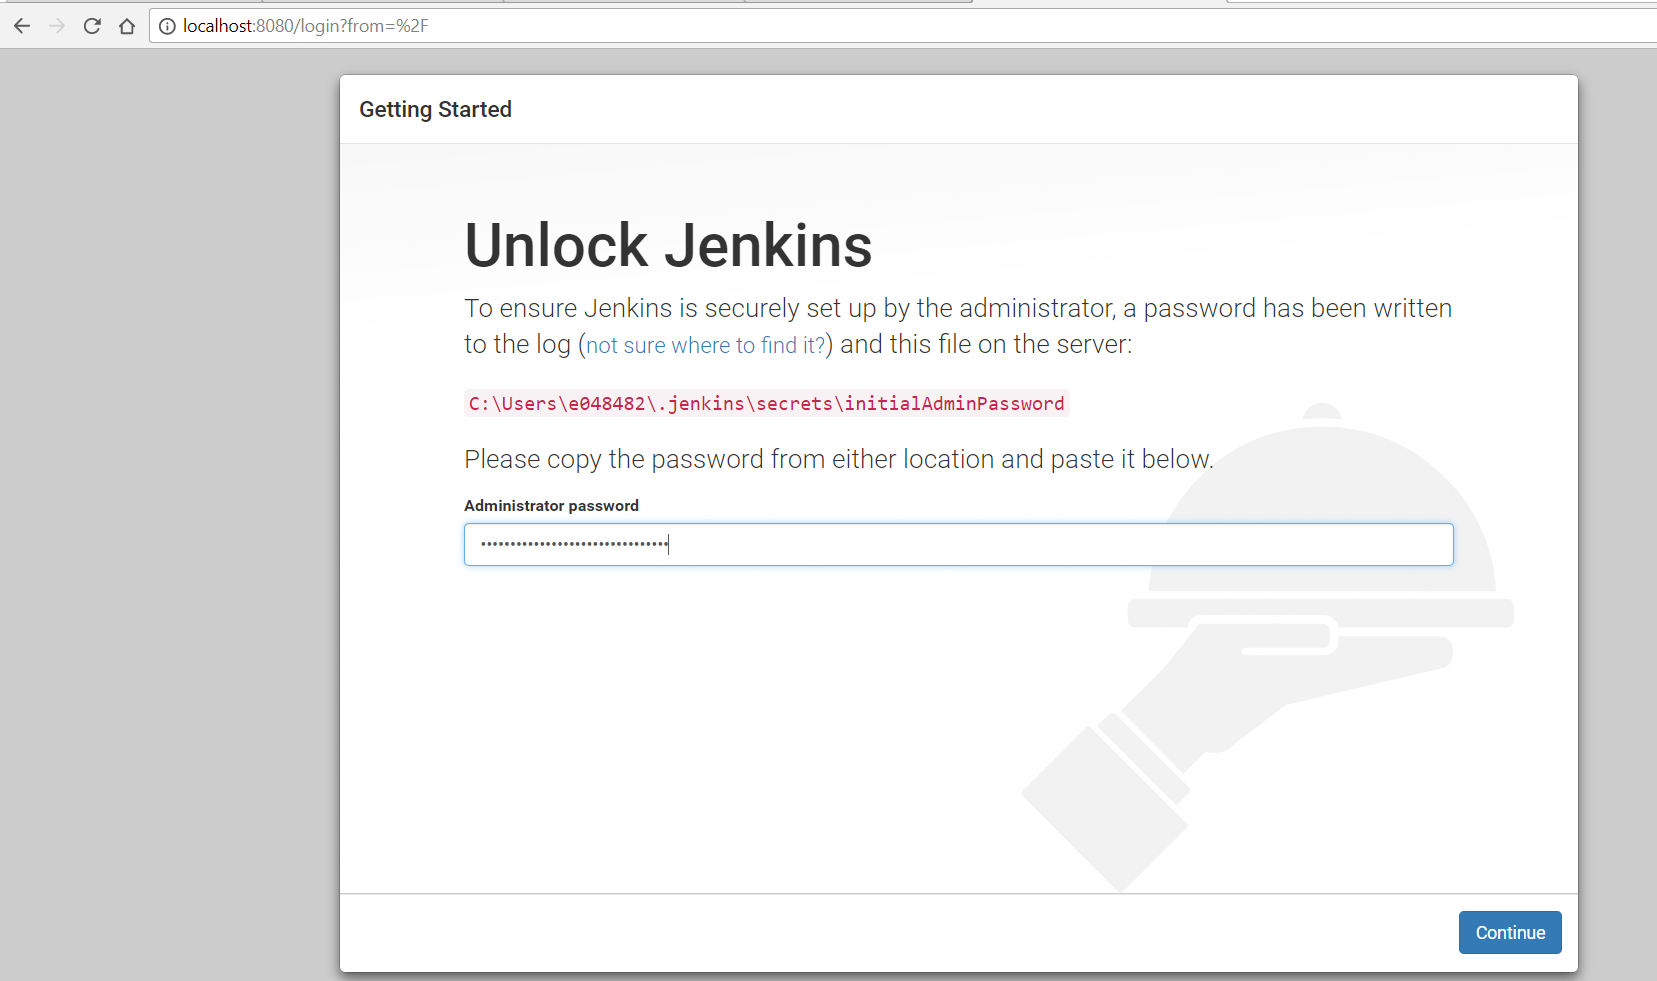 localhost:8080/login?from=%2F
Getting Started
Unlock Jenkins
To ensure Jenkins is securely set up by the administrator, a password has been written
to the log (not sure where to find it?) and this file on the server:
C:\Users\e048482\.jenkins\secrets\initialAdminPassword
Please copy the password from either location and paste it below.
Administrator password
••••••••••••••••••••••••••••••••
Continue